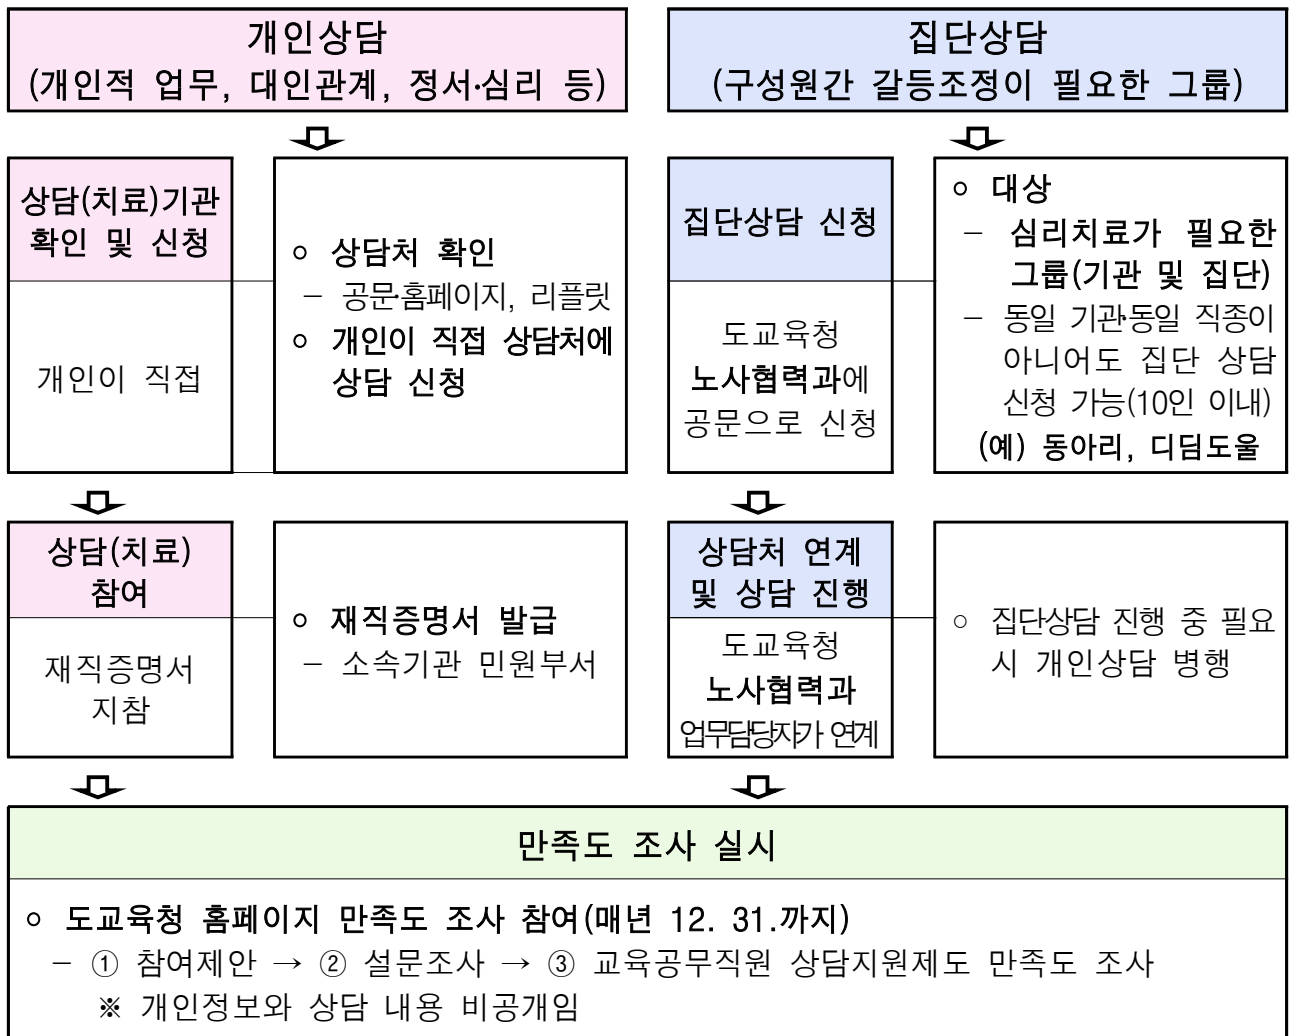 개인상담
(개인적 업무, 대인관계, 정서·심리 등)
상담(치료)기관
확인 및 신청
개인이 직접
○ 상담처 확인
– 공문·홈페이지, 리플릿
○ 개인이 직접 상담처에
상담 신청
상담(치료)
참여
재직증명서
지참
○ 재직증명서 발급
– 소속기관 민원부서
집단상담
(구성원간 갈등조정이 필요한 그룹)
집단상담 신청
도교육청
노사협력과에
공문으로 신청
○ 대상
– 심리치료가 필요한
그룹(기관 및 집단)
– 동일 기관·동일 직종이
아니어도 집단 상담
신청 가능(10인 이내)
(예) 동아리, 디딤도울
상담처 연계
및 상담 진행
도교육청
노사협력과
업무담당자가 연계
○ 집단상담 진행 중 필요
시 개인상담 병행
만족도 조사 실시
○ 도교육청 홈페이지 만족도 조사 참여(매년 12. 31.까지)
– ① 참여제안 → ② 설문조사 → ③ 교육공무직원 상담지원제도 만족도 조사
※ 개인정보와 상담 내용 비공개임